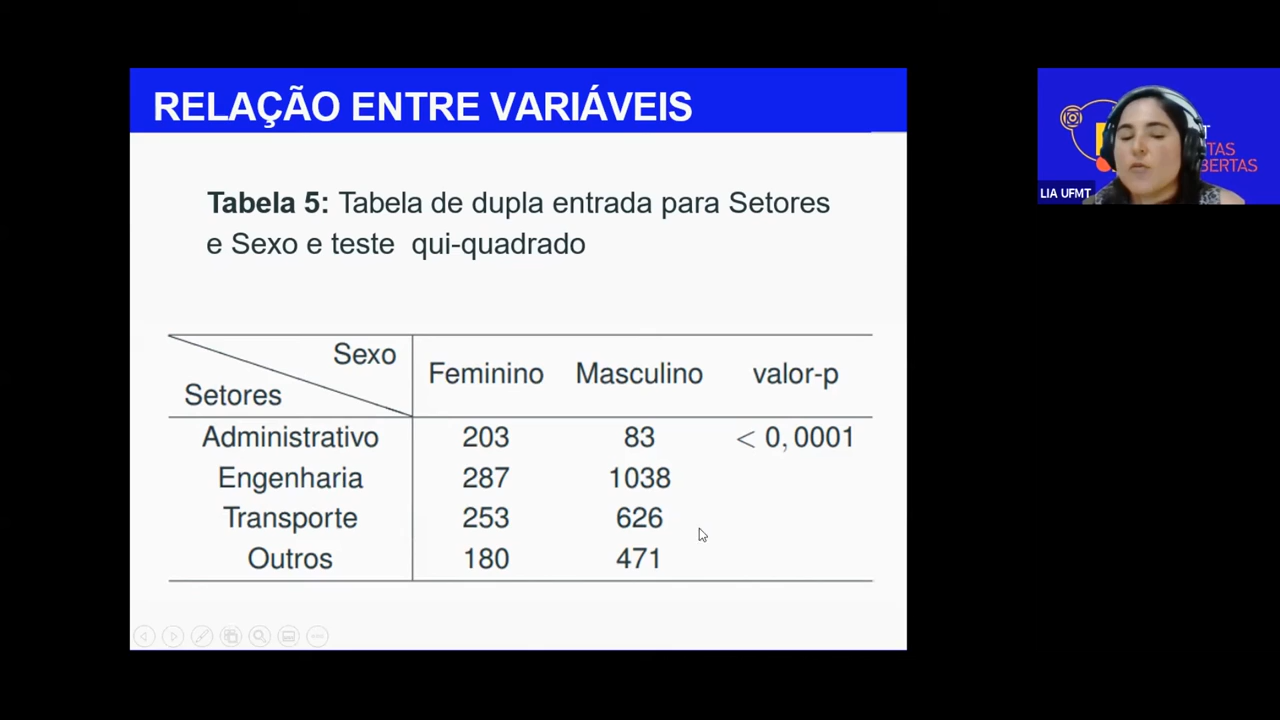 RELAÇÃO ENTRE VARIÁVEIS
Tabela 5: Tabela de dupla entrada para Setores
e Sexo e teste qui-quadrado
Sexo
Setores
Feminino Masculino valor-p
Administrativo 203 83 < 0, 0001
Engenharia 287 1038
Transporte 253 626
Outros 180 471
LIA UFMT